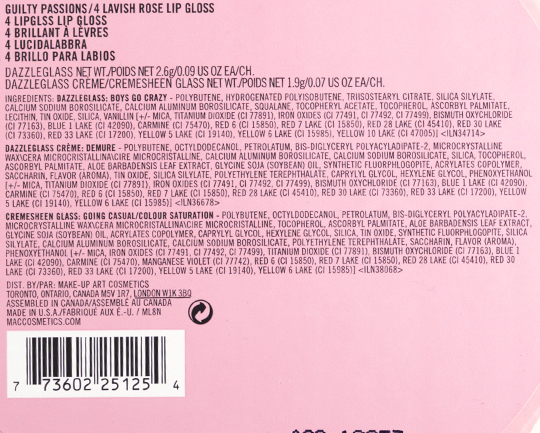 GUILTY PASSIONS/4 LAVISH ROSE LIP GLOSS
4 LIPGLSS LIP GLOSS
4 BRILLANT À LÈVRES
4 LUCIDALABBRA
4 BRILLO PARA LABIOS
DAZZLEGLASS NET WT./POIDS NET 2.6g/0.09 US OZ EA/CH.
DAZZLEGLASS CRÈME/CREMESHEEN GLASS NET WT./POIDS NET 1.9g/0.07 US OZ EA/CH.
INGREDIENTS: DAZZLEGLASS: BOYS GO CRAZY - POLYBUTENE, HYDROGENATED POLYISOBUTENE, TRIISOSTEARYL CITRATE, SILICA SILYLATE,
CALCIUM SODIUM BOROSILICATE, CALCIUM ALUMINUM BOROSILICATE, SQUALANE, TOCOPHERYL ACETATE, TOCOPHEROL, ASCORBYL PALMITATE,
LECITHIN, TIN OXIDE, SILICA, VANILLIN [+/- MICA, TITANIUM DIOXIDE (CI 77891), IRON OXIDES (CI 77491, CI 77492, CI 77499), BISMUTH OXYCHLORIDE
(CI 77163), BLUE 1 LAKE (CI 42090), CARMINE (CI 75470), RED 6 (CI 15850), RED 7 LAKE (CI 15850), RED 28 LAKE (CI 45410), RED 30 LAKE
(CI 73360), RED 33 LAKE (CI 17200), YELLOW 5 LAKE (CI 19140), YELLOW 6 LAKE (CI 15985), YELLOW 10 LAKE (CI 47005)] <ILN34714>
DAZZLEGLASS CRÈME: DEMURE - POLYBUTENE, OCTYLDODECANOL, PETROLATUM, BIS-DIGLYCERYL POLYACYLADIPATE-2, MICROCRYSTALLINE
WAX\CERA MICROCRISTALLINA\CIRE MICROCRISTALLINE, CALCIUM ALUMINUM BOROSILICATE, CALCIUM SODIUM BOROSILICATE, SILICA, TOCOPHEROL,
ASCORBYL PALMITATE, ALOE BARBADENSIS LEAF EXTRACT, GLYCINE SOJA (SOYBEAN) OIL, SYNTHETIC FLUORPHLOGOPITE, ACRYLATES COPOLYMER,
SACCHARIN, FLAVOR (AROMA), TIN OXIDE, SILICA SILYLATE, POLYETHYLENE TEREPHTHALATE, CAPRYLYL GLYCOL, HEXYLENE GLYCOL, PHENOXYETHANOL
[+/- MICA, TITANIUM DIOXIDE (CI 77891), IRON OXIDES (CI 77491, CI 77492, CI 77499), BISMUTH OXYCHLORIDE (CI 77163), BLUE 1 LAKE (CI 42090),
CARMINE (CI 75470), RED 6 (CI 15850), RED 7 LAKE (CI 15850), RED 28 LAKE (CI 45410), RED 30 LAKE (CI 73360), RED 33 LAKE (CI 17200), YELLOW
5 LAKE (CI 19140), YELLOW 6 LAKE (CI 15985)] <ILN36678>
CREMESHEEN GLASS: GOING CASUAL/COLOUR SATURATION - POLYBUTENE, OCTYLDODECANOL, PETROLATUM, BIS-DIGLYCERYL POLYACYLADIPATE-2,
MICROCRYSTALLINE WAX\CERA MICROCRISTALLINA\CIRE MICROCRISTALLINE, TOCOPHEROL, ASCORBYL PALMITATE, ALOE BARBADENSIS LEAF EXTRACT,
GLYCINE SOJA (SOYBEAN) OIL, ACRYLATES COPOLYMER, CAPRYLYL GLYCOL, HEXYLENE GLYCOL, SILICA, TIN OXIDE, SYNTHETIC FLUORPHLOGOPITE, SILICA
SILYLATE, CALCIUM ALUMINUM BOROSILICATE, CALCIUM SODIUM BOROSILICATE, POLYETHYLENE TEREPHTHALATE, SACCHARIN, FLAVOR (AROMA),
PHENOXYETHANOL [+/- MICA, IRON OXIDES (CI 77491, CI 77492, CI 77499), TITANIUM DIOXIDE (CI 77891), BISMUTH OXYCHLORIDE (CI 77163), BLUE 1
LAKE (CI 42090), CARMINE (CI 75470), MANGANESE VIOLET (CI 77742), RED 6 (CI 15850), RED 7 LAKE (CI 15850), RED 28 LAKE (CI 45410), RED 30
LAKE (CI 73360), RED 33 LAKE (CI 17200), YELLOW 5 LAKE (CI 19140), YELLOW 6 LAKE (CI 15985)] <ILN38068>
DIST. BY/PAR: MAKE-UP ART COSMETICS
TORONTO, ONTARIO, CANADA M5V 1R7, LONDON W1K 3BQ
ASSEMBLED IN CANADA/ASSEMBLÉ AU CANADA
MADE IN U.S.A./FABRIQUÉ AUX É.-U. / ML8N
MACCOSMETICS.COM
7 73602 25125 4